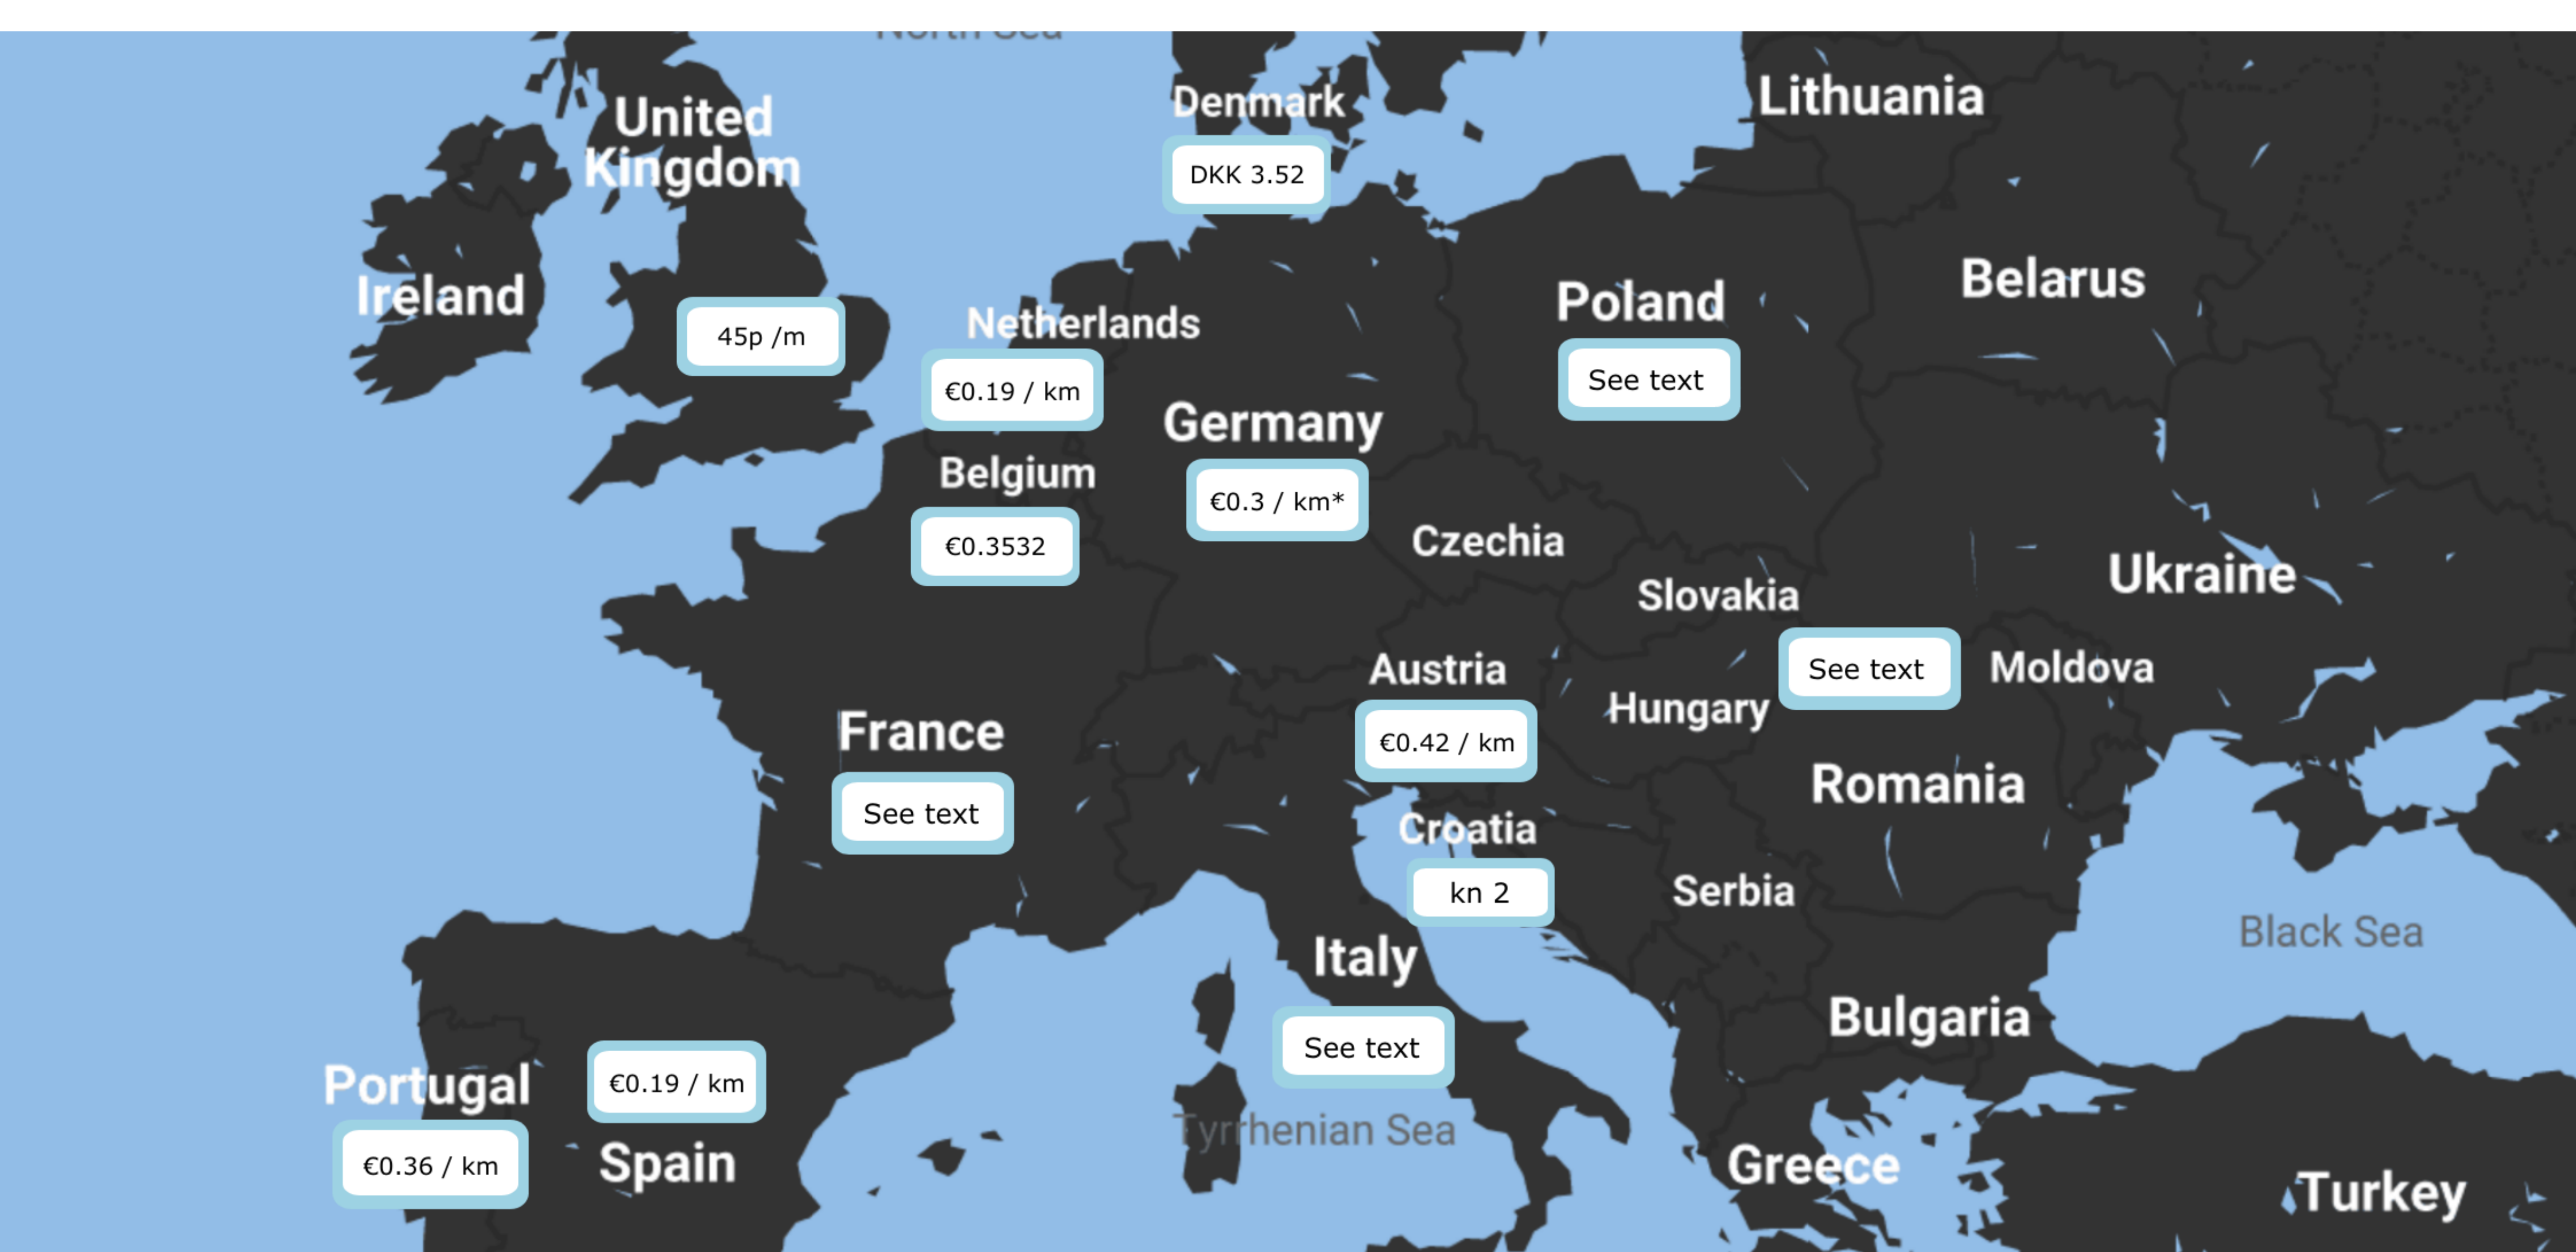 North Sea
United
Kingdom
Denmark
DKK 3.52
Lithuania
Ireland
45p /m
Netherlands
€0.19 / km
Poland
See text
Belarus
Germany
€0.3 / km*
Belgium
€0.3532
Czechia
Slovakia
Ukraine
Austria
€0.42 / km
Hungary
See text
Moldova
France
See text
Romania
Croatia
kn 2
Serbia
Black Sea
Italy
See text
Bulgaria
Portugal
€0.36 / km
€0.19 / km
Spain
Tyrrhenian Sea
Greece
Turkey